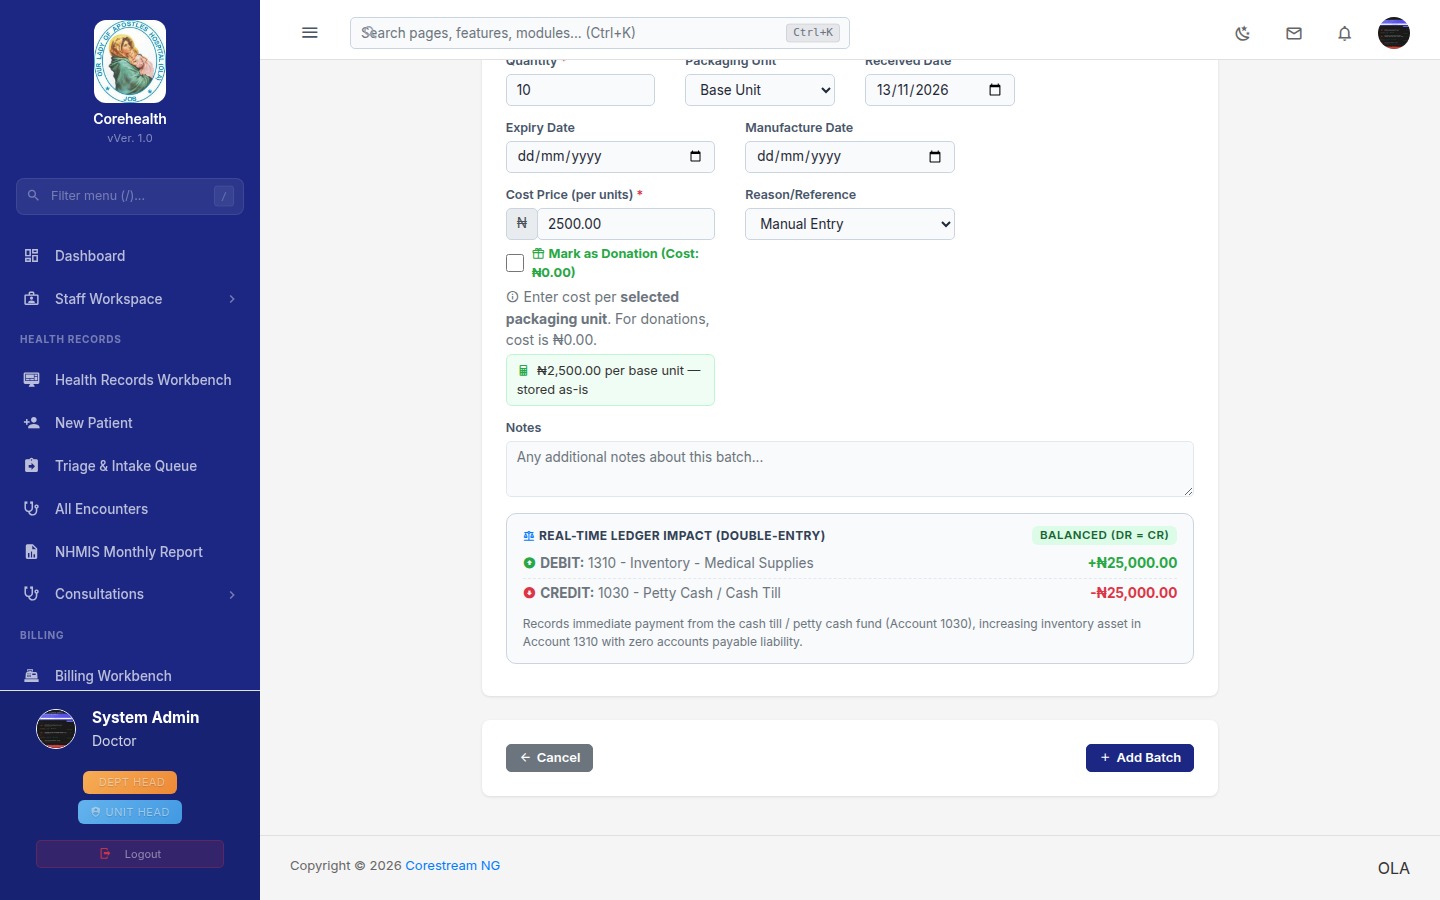 OUR LADY OF APOSTLES HOSPITAL (OLA)
JOS
Corehealth
vVer. 1.0
Filter menu (/)...
/
Dashboard
Staff Workspace
HEALTH RECORDS
Health Records Workbench
New Patient
Triage & Intake Queue
All Encounters
NHMIS Monthly Report
Consultations
BILLING
Billing Workbench
System Admin
Doctor
DEPT HEAD
UNIT HEAD
Logout
Search pages, features, modules... (Ctrl+K)
Ctrl+K
Quantity *
Packaging Unit
Received Date
10
Base Unit
13/11/2026
Expiry Date
Manufacture Date
dd/mm/yyyy
dd/mm/yyyy
Cost Price (per units) *
Reason/Reference
₦
2500.00
Manual Entry
Mark as Donation (Cost:
₦0.00)
Enter cost per selected
packaging unit. For donations,
cost is ₦0.00.
₦2,500.00 per base unit —
stored as-is
Notes
Any additional notes about this batch...
REAL-TIME LEDGER IMPACT (DOUBLE-ENTRY)
BALANCED (DR = CR)
DEBIT: 1310 - Inventory - Medical Supplies
+₦25,000.00
CREDIT: 1030 - Petty Cash / Cash Till
-₦25,000.00
Records immediate payment from the cash till / petty cash fund (Account 1030), increasing inventory asset in
Account 1310 with zero accounts payable liability.
Cancel
Add Batch
Copyright © 2026 Corestream NG
OLA